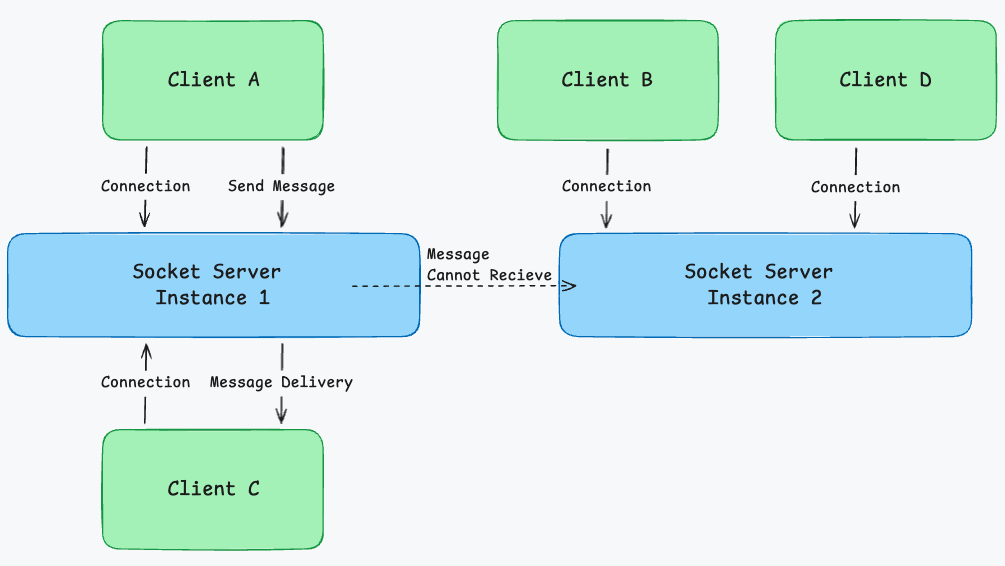 Client A
Client B
Client D
Connection
Send Message
Connection
Connection
Socket Server
Instance 1
Message
Cannot Recieve
Socket Server
Instance 2
Connection
Message Delivery
Client C